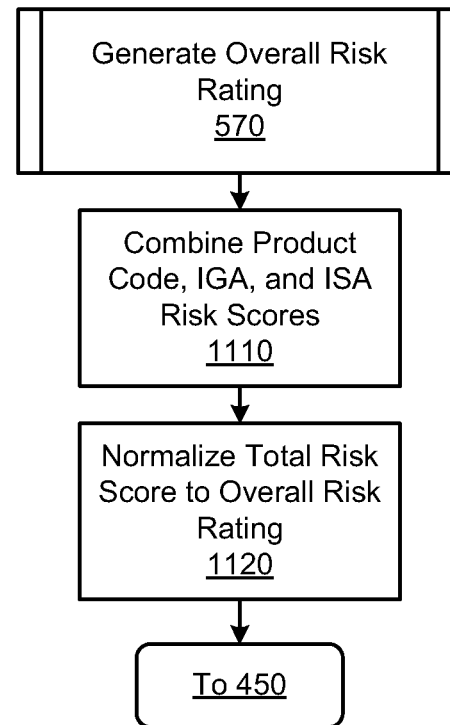 Generate Overall Risk
Rating
570
Combine Product
Code, IGA, and ISA
Risk Scores
1110
Normalize Total Risk
Score to Overall Risk
Rating
1120
To 450